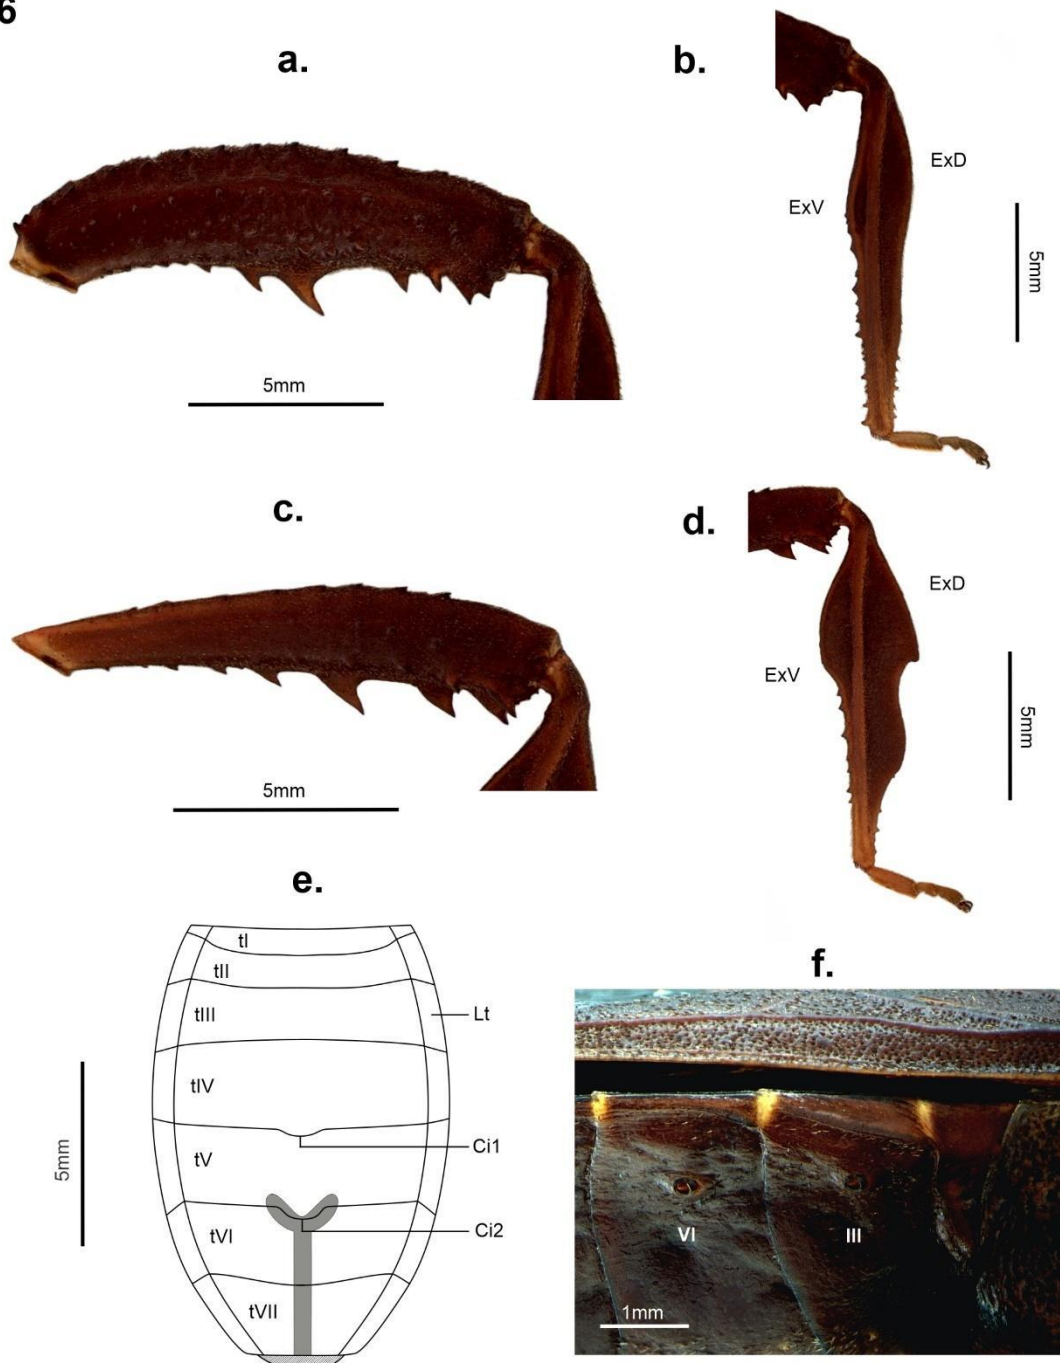 6
a.
b.
ExD
ExV
5mm
5mm
c.
d.
ExD
ExV
5mm
5mm
e.
tI
tII
tIII
Lt
tIV
Ci1
tV
5mm
Ci2
tVI
tVII
f.
VI
III
1mm